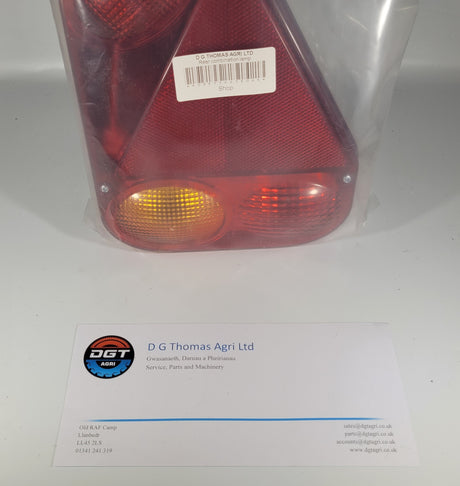 D G THOMAS AGRI LTD
Rear combination lamp
Shop
DGT
AGRI
D G Thomas Agri Ltd
Gwasanaeth, Darnau a Pheirianau
Service, Parts and Machinery
Old RAF Camp
Llanbedr
LL45 2LS
01341 241 319
sales@dgtagri.co.uk
parts@dgtagri.co.uk
accounts@dgtagri.co.uk
www.dgtagri.co.uk